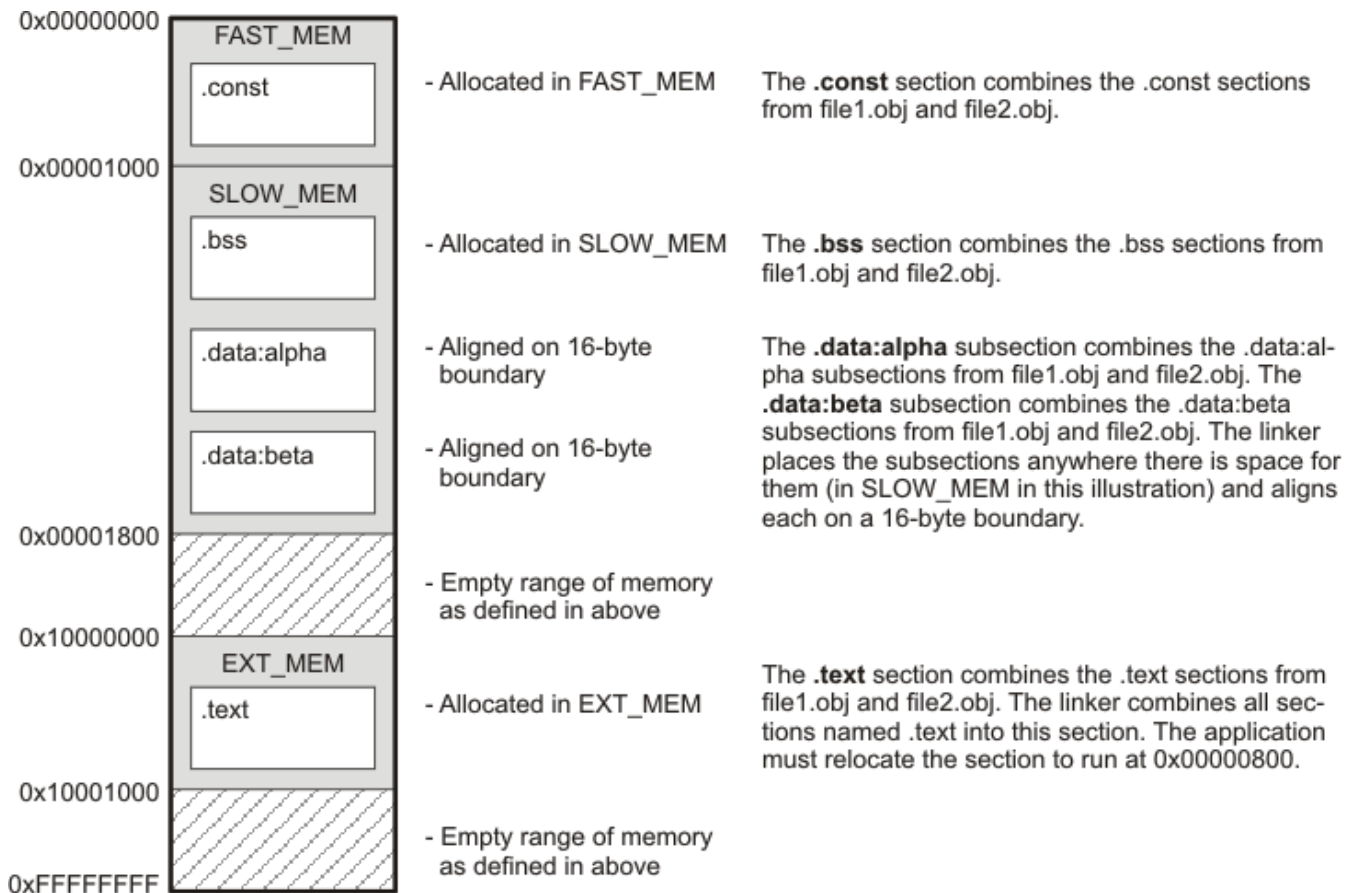 0x00000000
FAST_MEM
.const
- Allocated in FAST_MEM
The .const section combines the .const sections
from file1.obj and file2.obj.
0x00001000
SLOW_MEM
.bss
- Allocated in SLOW_MEM
The .bss section combines the .bss sections from
file1.obj and file2.obj.
.data:alpha
- Aligned on 16-byte
boundary
.data:beta
- Aligned on 16-byte
boundary
The .data:alpha subsection combines the .data:al-
pha subsections from file1.obj and file2.obj. The
.data:beta subsection combines the .data:beta
subsections from file1.obj and file2.obj. The linker
places the subsections anywhere there is space for
them (in SLOW_MEM in this illustration) and aligns
each on a 16-byte boundary.
0x00001800
- Empty range of memory
as defined in above
0x10000000
EXT_MEM
.text
- Allocated in EXT_MEM
The .text section combines the .text sections from
file1.obj and file2.obj. The linker combines all sec-
tions named .text into this section. The application
must relocate the section to run at 0x00000800.
0x10001000
- Empty range of memory
as defined in above
0xFFFFFFFF